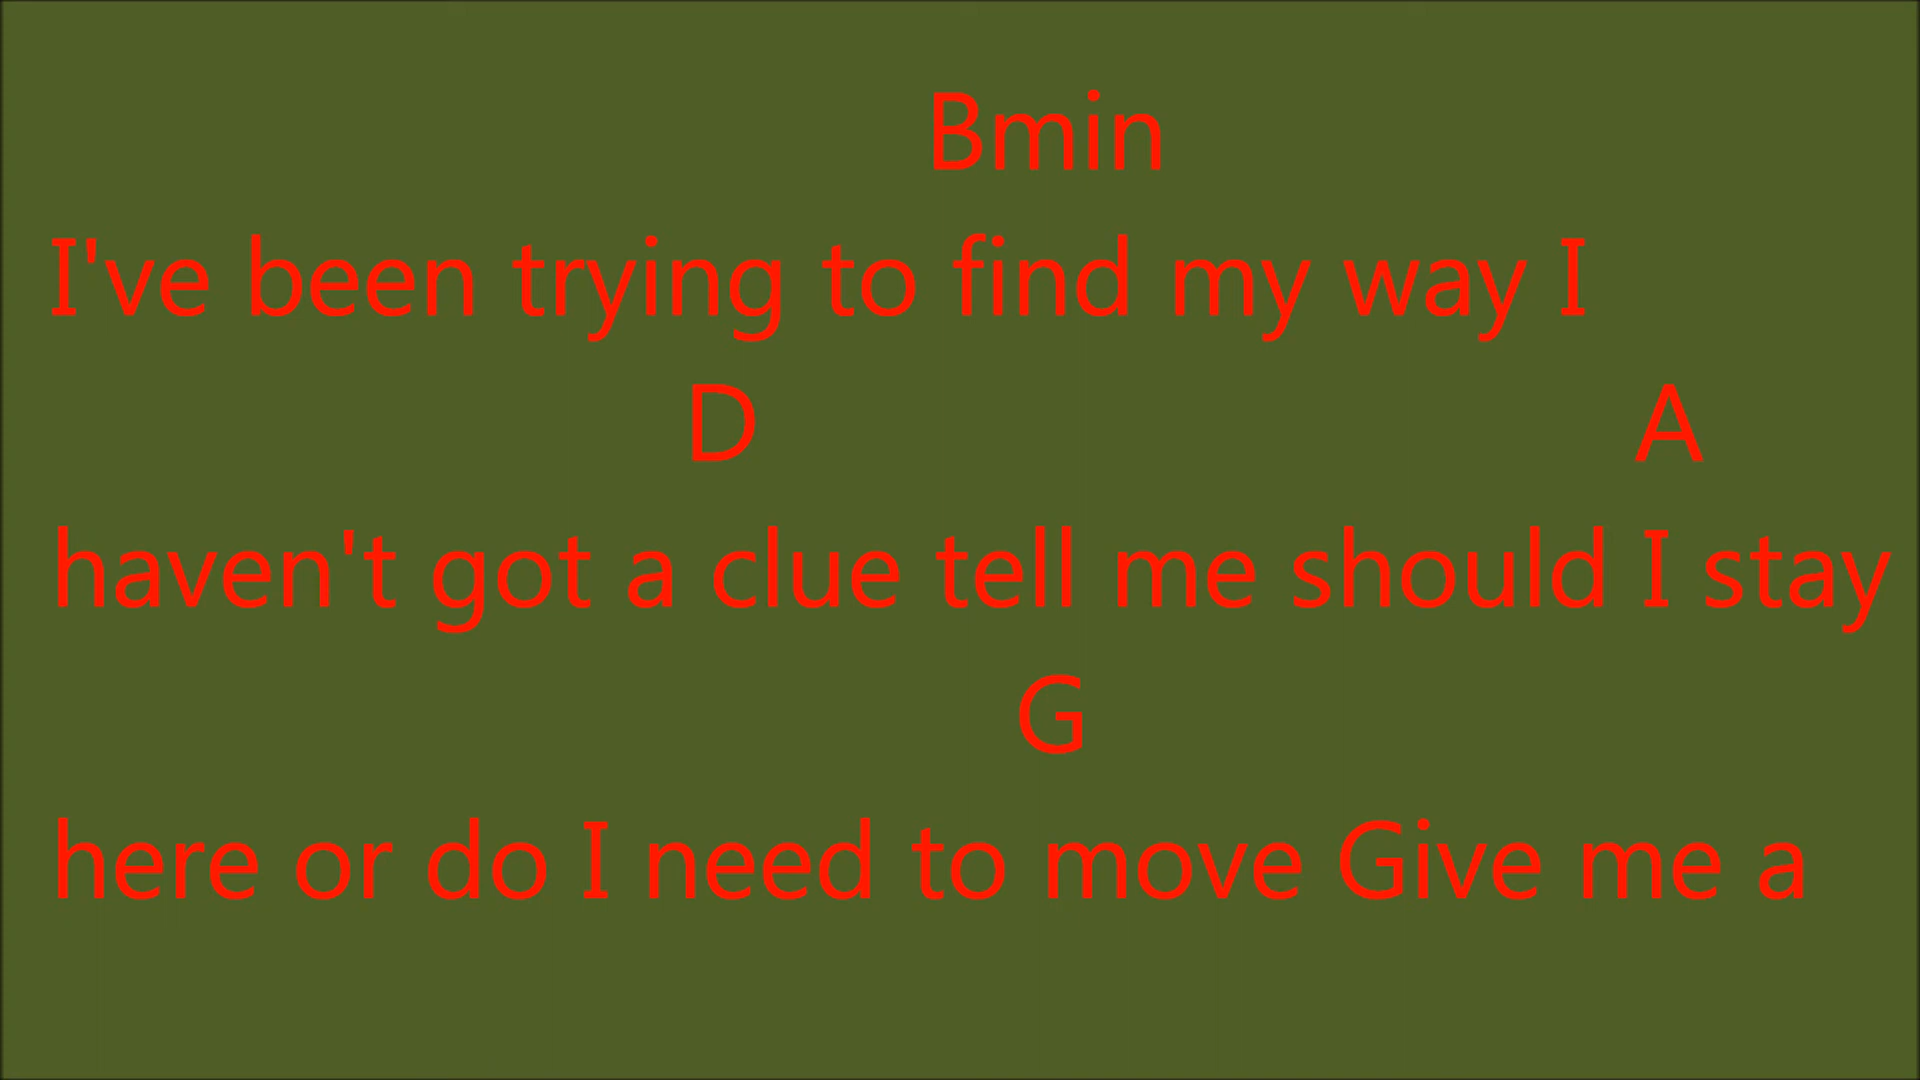 Bmin
I've been trying to find my way I
D A
haven't got a clue tell me should I stay
G
here or do I need to move Give me a